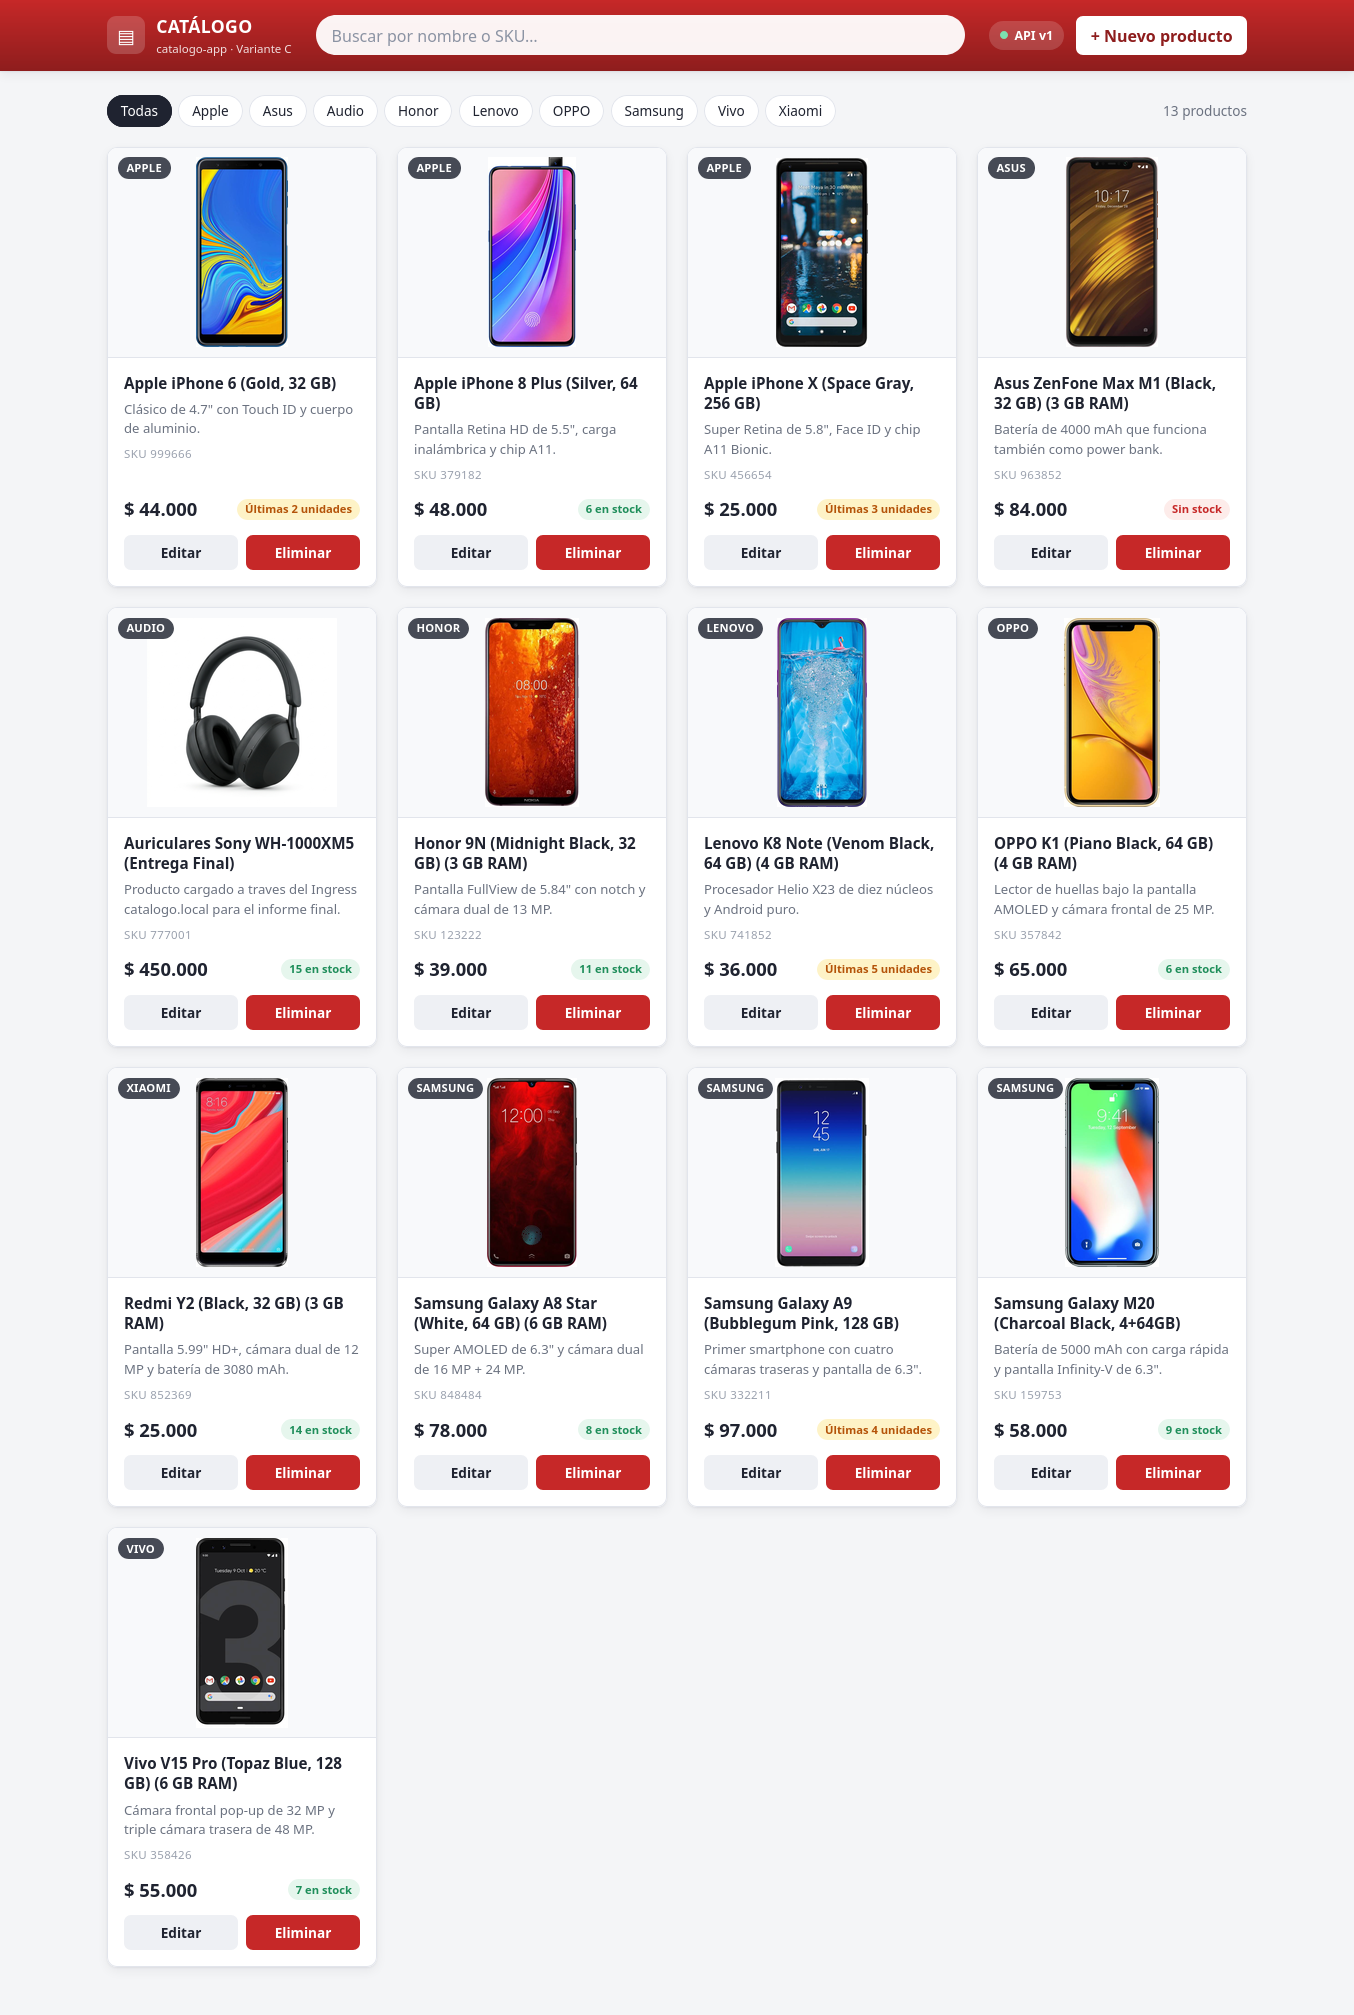 CATÁLOGO
catalogo-app · Variante C
Buscar por nombre o SKU...
API v1
+ Nuevo producto
Todas
Apple
Asus
Audio
Honor
Lenovo
OPPO
Samsung
Vivo
Xiaomi
13 productos
APPLE
Apple iPhone 6 (Gold, 32 GB)
Clásico de 4.7" con Touch ID y cuerpo
de aluminio.
SKU 999666
$ 44.000
Últimas 2 unidades
Editar
Eliminar
APPLE
Apple iPhone 8 Plus (Silver, 64
GB)
Pantalla Retina HD de 5.5", carga
inalámbrica y chip A11.
SKU 379182
$ 48.000
6 en stock
Editar
Eliminar
APPLE
Apple iPhone X (Space Gray,
256 GB)
Super Retina de 5.8", Face ID y chip
A11 Bionic.
SKU 456654
$ 25.000
Últimas 3 unidades
Editar
Eliminar
ASUS
10:17
Asus ZenFone Max M1 (Black,
32 GB) (3 GB RAM)
Batería de 4000 mAh que funciona
también como power bank.
SKU 963852
$ 84.000
Sin stock
Editar
Eliminar
AUDIO
Auriculares Sony WH-1000XM5
(Entrega Final)
Producto cargado a traves del Ingress
catalogo.local para el informe final.
SKU 777001
$ 450.000
15 en stock
Editar
Eliminar
HONOR
08:00
NOKIA
Honor 9N (Midnight Black, 32
GB) (3 GB RAM)
Pantalla FullView de 5.84" con notch y
cámara dual de 13 MP.
SKU 123222
$ 39.000
11 en stock
Editar
Eliminar
LENOVO
Lenovo K8 Note (Venom Black,
64 GB) (4 GB RAM)
Procesador Helio X23 de diez núcleos
y Android puro.
SKU 741852
$ 36.000
Últimas 5 unidades
Editar
Eliminar
OPPO
OPPO K1 (Piano Black, 64 GB)
(4 GB RAM)
Lector de huellas bajo la pantalla
AMOLED y cámara frontal de 25 MP.
SKU 357842
$ 65.000
6 en stock
Editar
Eliminar
XIAOMI
8:16
Redmi Y2 (Black, 32 GB) (3 GB
RAM)
Pantalla 5.99" HD+, cámara dual de 12
MP y batería de 3080 mAh.
SKU 852369
$ 25.000
14 en stock
Editar
Eliminar
SAMSUNG
12:00
Samsung Galaxy A8 Star
(White, 64 GB) (6 GB RAM)
Super AMOLED de 6.3" y cámara dual
de 16 MP + 24 MP.
SKU 848484
$ 78.000
8 en stock
Editar
Eliminar
SAMSUNG
12
45
Samsung Galaxy A9
(Bubblegum Pink, 128 GB)
Primer smartphone con cuatro
cámaras traseras y pantalla de 6.3".
SKU 332211
$ 97.000
Últimas 4 unidades
Editar
Eliminar
SAMSUNG
9:41
Tuesday, 12 September
Samsung Galaxy M20
(Charcoal Black, 4+64GB)
Batería de 5000 mAh con carga rápida
y pantalla Infinity-V de 6.3".
SKU 159753
$ 58.000
9 en stock
Editar
Eliminar
VIVO
Tuesday, 9 Oct | 20 °C
3
Vivo V15 Pro (Topaz Blue, 128
GB) (6 GB RAM)
Cámara frontal pop-up de 32 MP y
triple cámara trasera de 48 MP.
SKU 358426
$ 55.000
7 en stock
Editar
Eliminar